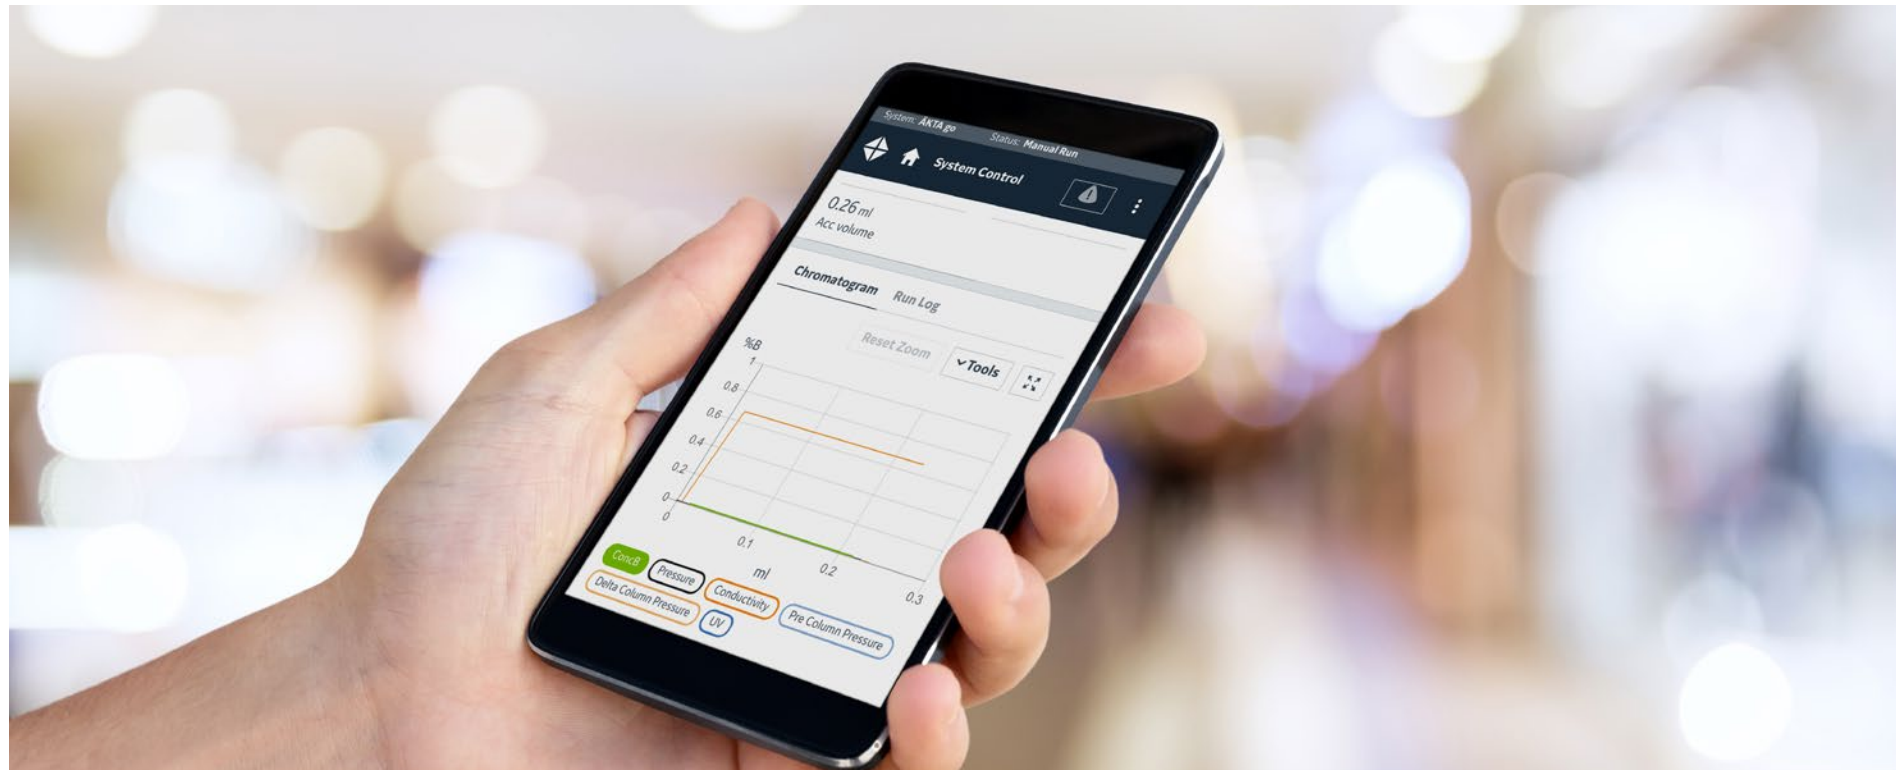 System: ÄKTA go Status: Manual Run
System Control
0.26 ml
Acc volume
Chromatogram Run Log
Reset Zoom Tools
%B
1
0.8
0.6
0.4
0.2
0
0 0.1 0.2 0.3
ml
ConcB Pressure Conductivity Pre Column Pressure
Delta Column Pressure UV